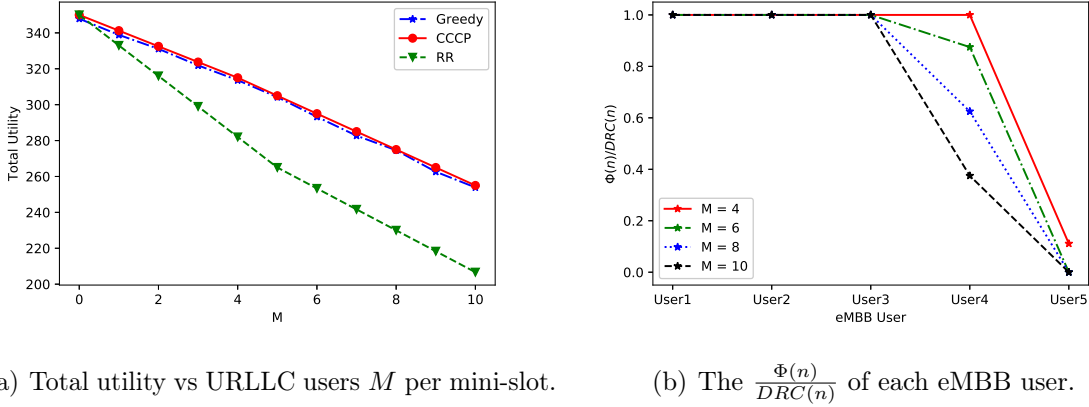 340
320
300
280
260
240
220
200
Total Utility
0 2 4 6 8 10
M
Greedy
CCCP
RR
1.0
0.8
0.6
0.4
0.2
0.0
Φ(n)/DRC(n)
M = 4
M = 6
M = 8
M = 10
User1 User2 User3 User4 User5
eMBB User
a) Total utility vs URLLC users M per mini-slot.
(b) The Φ(n)/DRC(n) of each eMBB user.